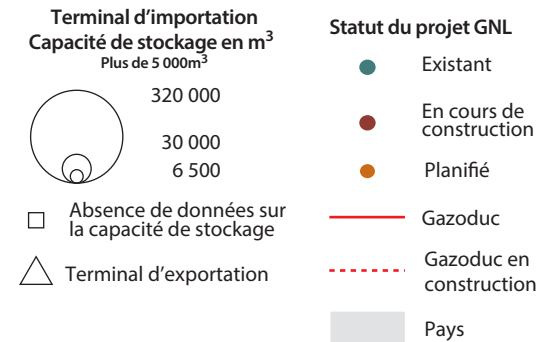 Terminal d'importation
Capacité de stockage en m³
Plus de 5 000m³
320 000
30 000
6 500
Absence de données sur
la capacité de stockage
Terminal d'exportation
Statut du projet GNL
Existant
En cours de
construction
Planifié
Gazoduc
Gazoduc en
construction
Pays